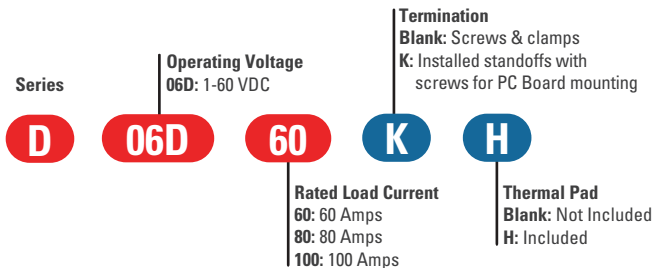 Termination
Blank: Screws & clamps
K: Installed standoffs with
screws for PC Board mounting
Operating Voltage
06D: 1-60 VDC
Series
D 06D 60 K H
Rated Load Current
60: 60 Amps
80: 80 Amps
100: 100 Amps
Thermal Pad
Blank: Not Included
H: Included